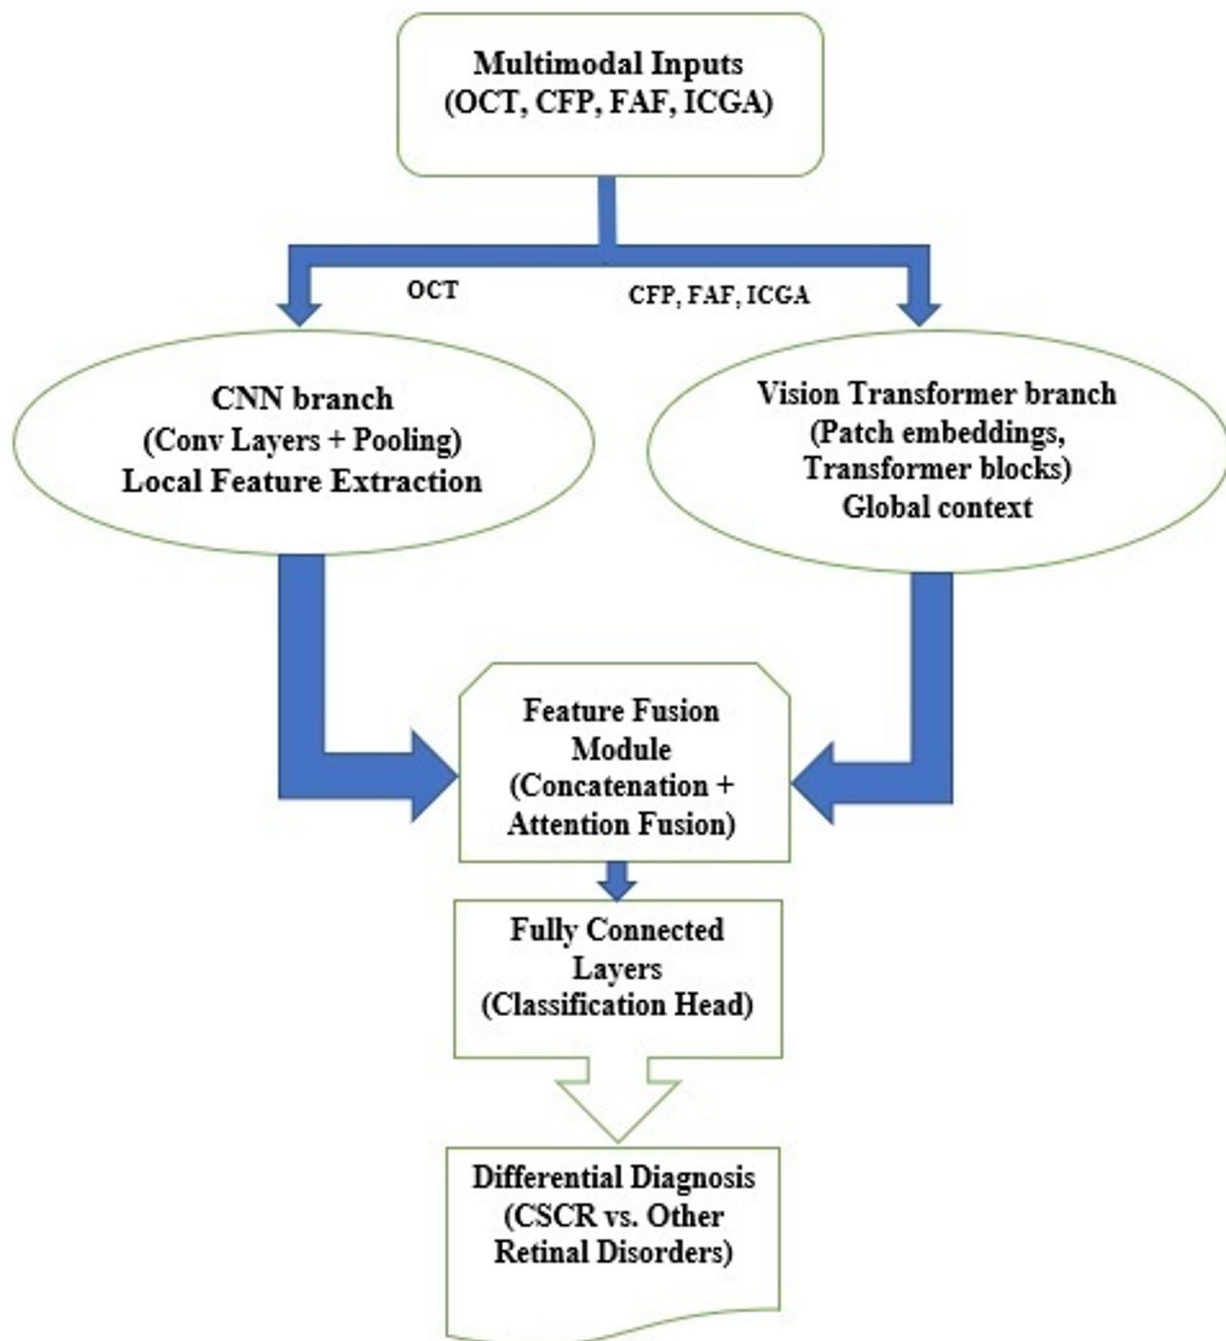 Multimodal Inputs
(OCT, CFP, FAF, ICGA)
OCT
CFP, FAF, ICGA
CNN branch
(Conv Layers + Pooling)
Local Feature Extraction
Vision Transformer branch
(Patch embeddings,
Transformer blocks)
Global context
Feature Fusion
Module
(Concatenation +
Attention Fusion)
Fully Connected
Layers
(Classification Head)
Differential Diagnosis
(CSCR vs. Other
Retinal Disorders)